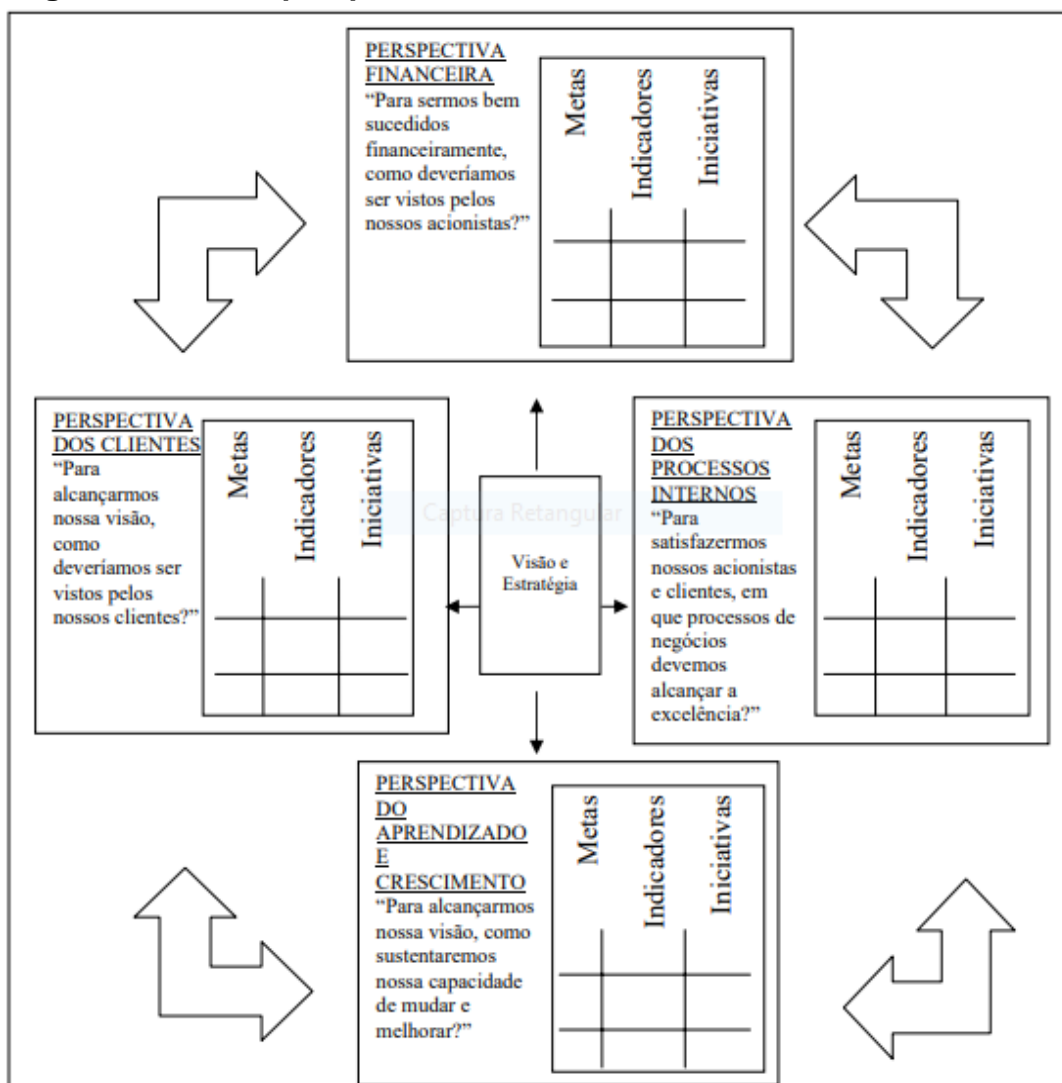 PERSPECTIVA
FINANCEIRA
“Para sermos bem
sucedidos
financeiramente,
como deveríamos
ser vistos pelos
nossos acionistas?”
Metas
Indicadores
Iniciativas
PERSPECTIVA
DOS CLIENTES
“Para
alcançarmos
nossa visão,
como
deveríamos ser
vistos pelos
nossos clientes?”
Metas
Indicadores
Iniciativas
Captura Retangular
Visão e
Estratégia
PERSPECTIVA
DOS
PROCESSOS
INTERNOS
“Para
satisfazermos
nossos acionistas
e clientes, em
que processos de
negócios
devemos
alcançar a
excelência?”
Metas
Indicadores
Iniciativas
PERSPECTIVA
DO
APRENDIZADO
E
CRESCIMENTO
“Para alcançarmos
nossa visão, como
sustentaremos
nossa capacidade
de mudar e
melhorar?”
Metas
Indicadores
Iniciativas